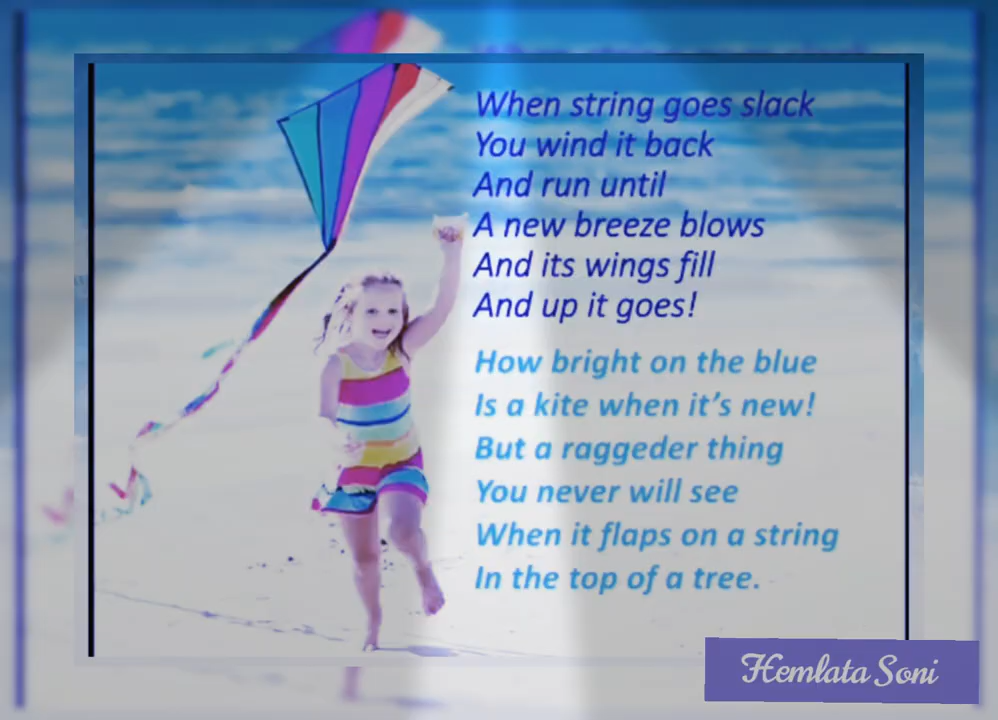 When string goes slack
You wind it back
And run until
A new breeze blows
And its wings fill
And up it goes!
How bright on the blue
Is a kite when it's new!
But a raggeder thing
You never will see
When it flaps on a string
In the top of a tree.
Hemlata Soni